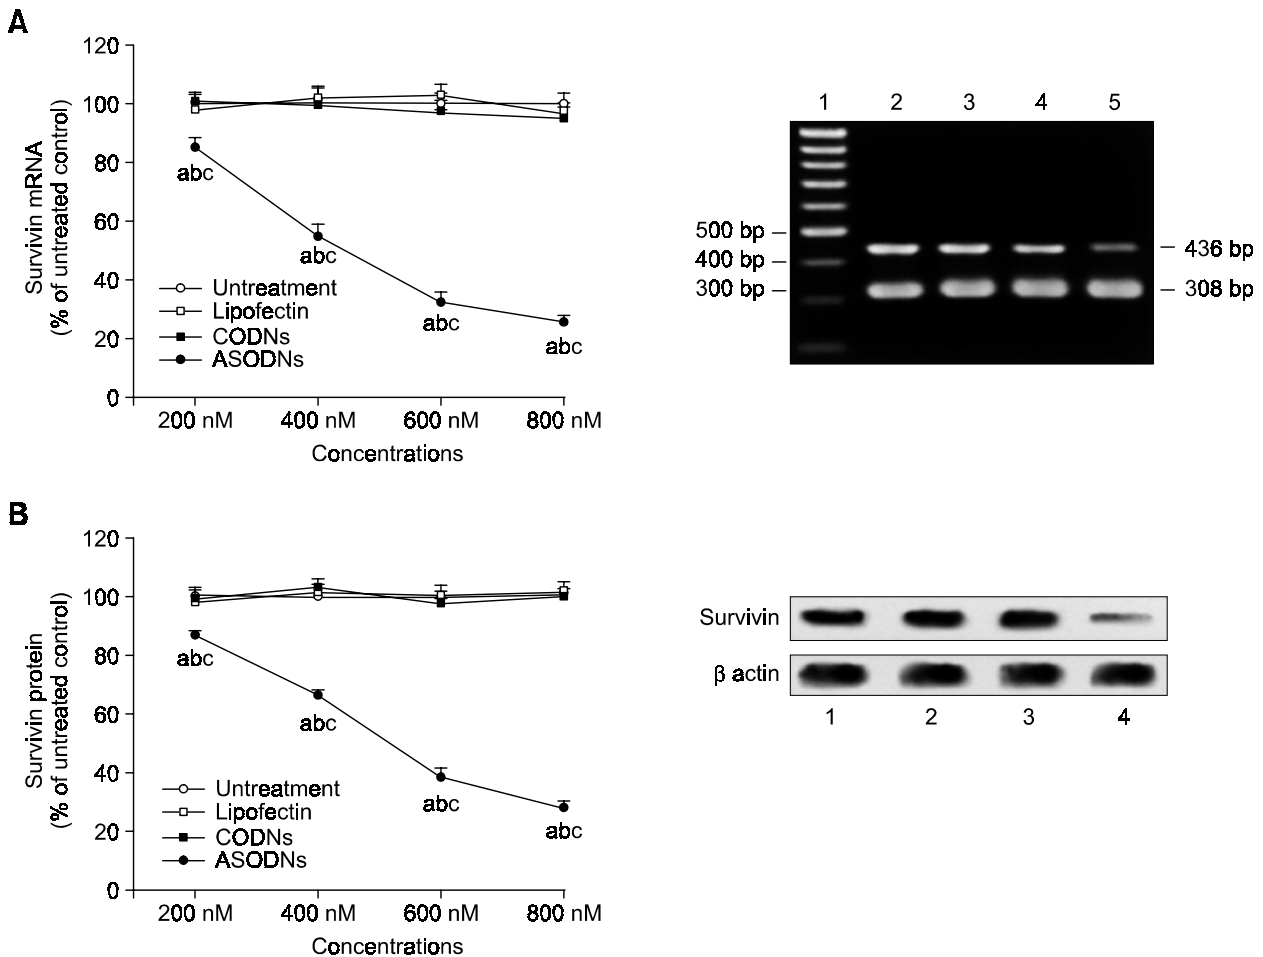 A
120
100
80
60
40
20
0
Survivin mRNA
(% of untreated control)
abc
abc
abc
abc
Untreatment
Lipofectin
CODNs
ASODNs
200 nM 400 nM 600 nM 800 nM
Concentrations
1 2 3 4 5
500 bp
400 bp
300 bp
436 bp
308 bp
B
120
100
80
60
40
20
0
Survivin protein
(% of untreated control)
abc
abc
abc
abc
Untreatment
Lipofectin
CODNs
ASODNs
200 nM 400 nM 600 nM 800 nM
Concentrations
Survivin
β actin
1 2 3 4